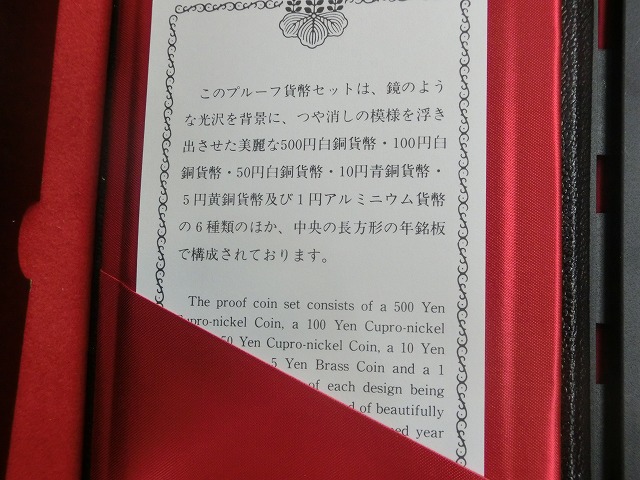 このプルーフ貨幣セットは、鏡のよう
な光沢を背景に、つや消しの模様を浮き
出させた美麗な500円白銅貨幣・100円白
銅貨幣・50円白銅貨幣・10円青銅貨幣・
5円黄銅貨幣及び1円アルミニウム貨幣
の6種類のほか、中央の長方形の年銘板
で構成されております。
The proof coin set consists of a 500 Yen
Cupro-nickel Coin, a 100 Yen Cupro-nickel
50 Yen Cupro-nickel Coin, a 10 Yen
5 Yen Brass Coin and a 1
of each design being
of beautifully
year